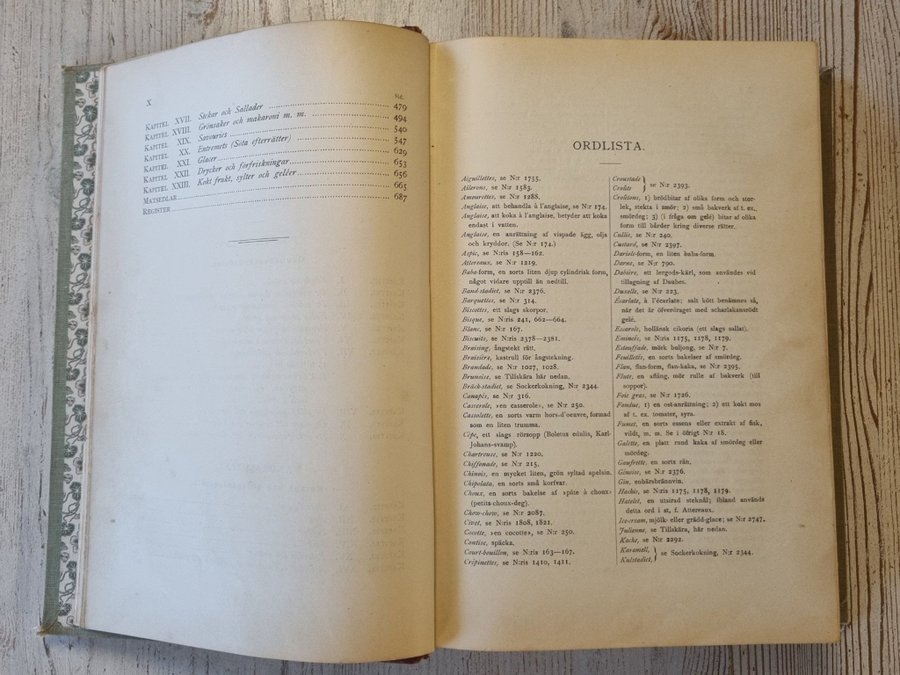 X
Sid.
KAPITEL XVII. Stekar och Sallader 479
KAPITEL XVIII. Grönsaker och makaroni m. m. 494
KAPITEL XIX. Savouries 540
KAPITEL XX. Entremets (Söta efterrätter) 547
KAPITEL XXI. Glacer 629
KAPITEL XXII. Drycker och förfriskningar 653
KAPITEL XXIII. Kokt frukt, sylter och geléer 656
MATSEDLAR 665
REGISTER 687
ORDLISTA.
Aiguillettes, se N:r 1755.
Ailerons, se N:r 1583.
Amourettes, se N:r 1288.
Anglaise, att behandla à l'anglaise, se N:r 174.
Anglaise, att koka à l'anglaise, betyder att koka
endast i vatten.
Anglaise, en anrättning af vispade ägg, olja
och kryddor. (Se N:r 174.)
Aspic, se N:ris 158—162.
Attereaux, se N:r 1219.
Baba-form, en sorts liten djup cylindrisk form,
något vidare upptill än nedtill.
Band-stadiet, se N:r 2376.
Barquettes, se N:r 314.
Biscottes, ett slags skorpor.
Bisque, se N:ris 241, 662—664.
Blanc, se N:r 167.
Biscuits, se N:ris 2378—2381.
Braising, ångstekt rätt.
Braisière, kastrull för ångstekning.
Brandade, se N:r 1027, 1028.
Brunoise, se Tillskära här nedan.
Bräck-stadiet, se Sockerkokning, N:r 2344.
Canapés, se N:r 316.
Casserole, »en casserole», se N:r 250.
Cassolette, en sorts varm hors-d'oeuvre, formad
som en liten trumma.
Cèpe, ett slags rörsopp (Boletus edulis, Karl-
Johans-svamp).
Chartreuse, se N:r 1220.
Chiffonade, se N:r 215.
Chinois, en mycket liten, grön syltad apelsin.
Chipolata, en sorts små korfvar.
Choux, en sorts bakelse af »pâte à choux»
(petits-choux-deg).
Chow-chow, se N:r 2087.
Civet, se N:ris 1808, 1821.
Cocotte, »en cocotte», se N:r 250.
Contise, späcka.
Court-bouillon, se N:ris 163—167.
Crépinettes, se N:ris 1410, 1411.
Croustade
Croûte } se N:r 2393.
Croûtons, 1) brödbitar af olika form och stor-
lek, stekta i smör; 2) små bakverk af t. ex.
smördeg; 3) (i fråga om gelé) bitar af olika
form till bårder kring diverse rätter.
Cullis, se N:r 240.
Custard, se N:r 2397.
Dariole-form, en liten baba-form.
Darne, se N:r 790.
Daubière, ett lergods-kärl, som användes vid
tillagning af Daubes.
Duxelle, se N:r 223.
Écarlate, à l'écarlate; salt kött benämnes så,
när det är öfverdraget med scharlakansrödt
gelé.
Escarole, holländsk cikoria (ett slags sallat).
Émincés, se N:ris 1175, 1178, 1179.
Estouffade, mörk buljong, se N:r 7.
Feuilletis, en sorts bakelser af smördeg.
Flan, flan-form, flan-kaka, se N:r 2395.
Flute, en aflång, mör rulle af bakverk (till
soppor).
Foie gras, se N:r 1726.
Fondue, 1) en ost-anrättning; 2) ett kokt mos
af t. ex. tomater, syra.
Fumet, en sorts essens eller extrakt af fisk,
vildt, m. m. Se i öfrigt N:r 18.
Galette, en platt rund kaka af smördeg eller
mördeg.
Gaufrette, en sorts rån.
Génoise, se N:r 2376.
Gin, enbärsbrännvin.
Hachis, se N:ris 1175, 1178, 1179.
Hatelet, en utsirad steknål; ibland används
detta ord i st. f. Attereaux.
Ice-cream, mjölk- eller grädd-glace; se N:r 2747.
Julienne, se Tillskära, här nedan.
Kache, se N:r 2292.
Karamell,
Kulstadiet, } se Sockerkokning, N:r 2344.